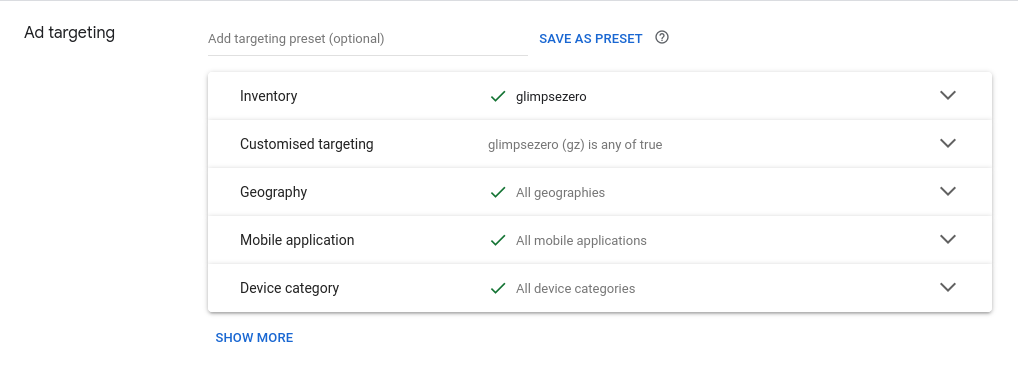 Ad targeting
Add targeting preset (optional)
SAVE AS PRESET
Inventory
glimpsezero
Customised targeting
glimpsezero (gz) is any of true
Geography
All geographies
Mobile application
All mobile applications
Device category
All device categories
SHOW MORE